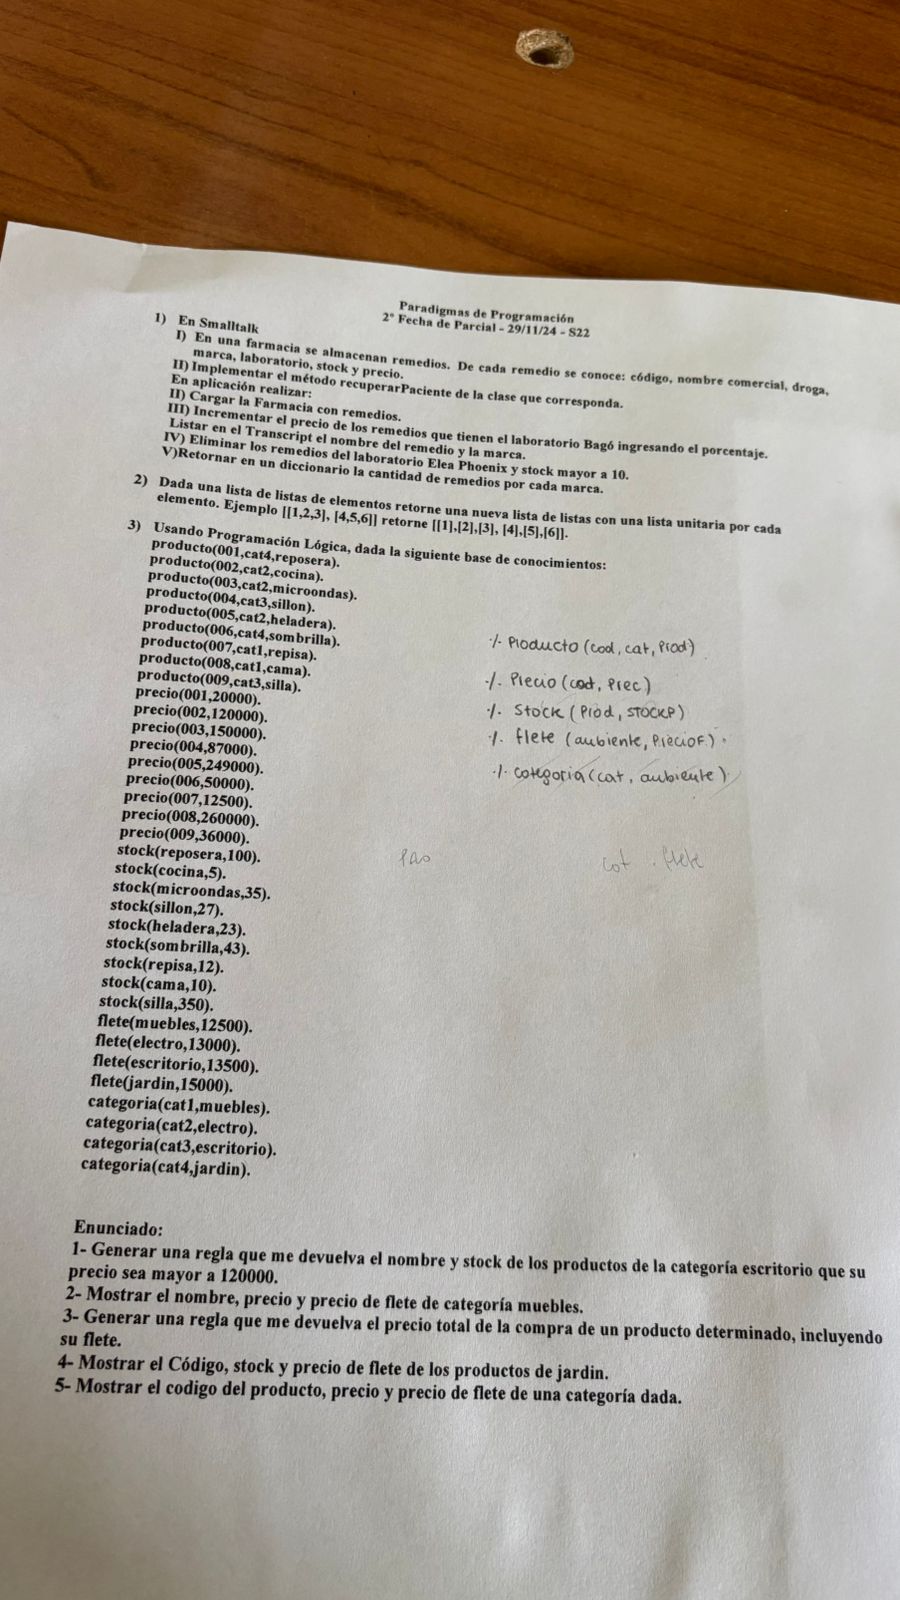 Paradigmas de Programación
2° Fecha de Parcial - 29/11/24 - S22
1) En Smalltalk
I) En una farmacia se almacenan remedios. De cada remedio se conoce: código, nombre comercial, droga,
marca, laboratorio, stock y precio.
II) Implementar el método recuperarPaciente de la clase que corresponda.
En aplicación realizar:
II) Cargar la Farmacia con remedios.
III) Incrementar el precio de los remedios que tienen el laboratorio Bagó ingresando el porcentaje.
Listar en el Transcript el nombre del remedio y la marca.
IV) Eliminar los remedios del laboratorio Elea Phoenix y stock mayor a 10.
V)Retornar en un diccionario la cantidad de remedios por cada marca.
2) Dada una lista de listas de elementos retorne una nueva lista de listas con una lista unitaria por cada
elemento. Ejemplo [[1,2,3], [4,5,6]] retorne [[1],[2],[3], [4],[5],[6]].
3) Usando Programación Lógica, dada la siguiente base de conocimientos:
producto(001,cat4,reposera).
producto(002,cat2,cocina).
producto(003,cat2,microondas).
producto(004,cat3,sillon).
producto(005,cat2,heladera).
producto(006,cat4,sombrilla).
producto(007,cat1,repisa).
producto(008,cat1,cama).
producto(009,cat3,silla).
precio(001,20000).
precio(002,120000).
precio(003,150000).
precio(004,87000).
precio(005,249000).
precio(006,50000).
precio(007,12500).
precio(008,260000).
precio(009,36000).
stock(reposera,100).
stock(cocina,5).
stock(microondas,35).
stock(sillon,27).
stock(heladera,23).
stock(sombrilla,43).
stock(repisa,12).
stock(cama,10).
stock(silla,350).
flete(muebles,12500).
flete(electro,13000).
flete(escritorio,13500).
flete(jardin,15000).
categoria(cat1,muebles).
categoria(cat2,electro).
categoria(cat3,escritorio).
categoria(cat4,jardin).
% Producto (cod, cat, Prod)
% Precio (cod, Prec)
% Stock (Prod, STOCKP)
% flete (aubiente, PrecioF).
% categoria (cat, aubiente).
cat . flete
Enunciado:
1- Generar una regla que me devuelva el nombre y stock de los productos de la categoría escritorio que su
precio sea mayor a 120000.
2- Mostrar el nombre, precio y precio de flete de categoría muebles.
3- Generar una regla que me devuelva el precio total de la compra de un producto determinado, incluyendo
su flete.
4- Mostrar el Código, stock y precio de flete de los productos de jardin.
5- Mostrar el codigo del producto, precio y precio de flete de una categoría dada.